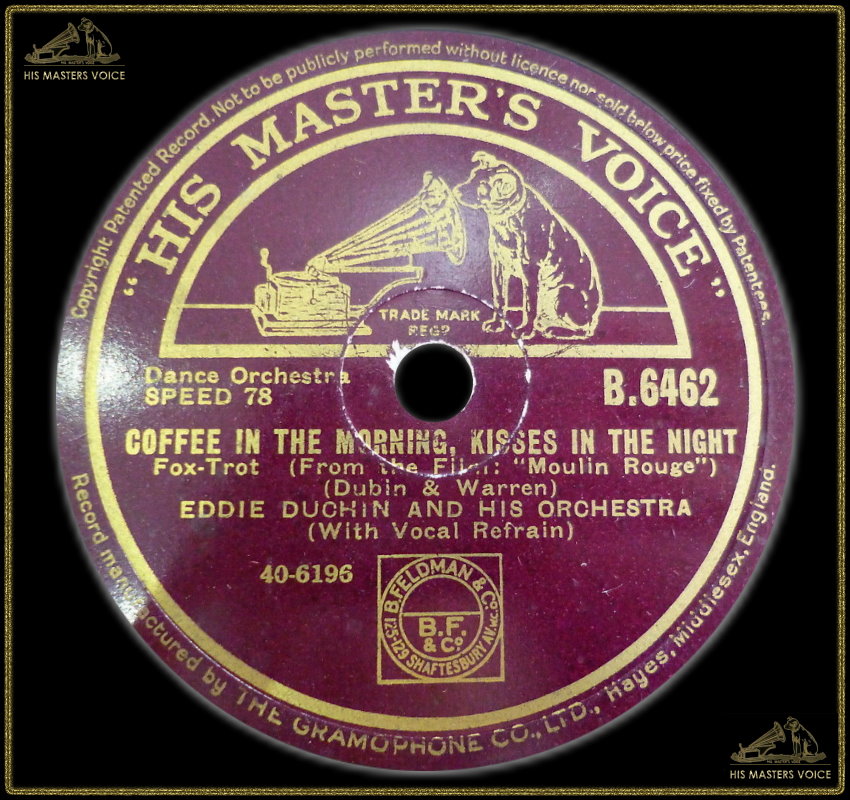 HIS MASTERS VOICE
Copyright Patented Record. Not to be publicly performed without licence nor sold below price fixed by Patentees.
"HIS MASTER'S VOICE"
TRADE MARK
REGD
Dance Orchestra
SPEED 78
B.6462
COFFEE IN THE MORNING, KISSES IN THE NIGHT
Fox-Trot (From the Film: "Moulin Rouge")
(Dubin & Warren)
EDDIE DUCHIN AND HIS ORCHESTRA
(With Vocal Refrain)
40-6196
B. FELDMAN & Co.
B.F.
& Co.
125-129 SHAFTESBURY AV. W.C.2
Record manufactured by THE GRAMOPHONE CO., LTD., Hayes, Middlesex, England.
HIS MASTERS VOICE